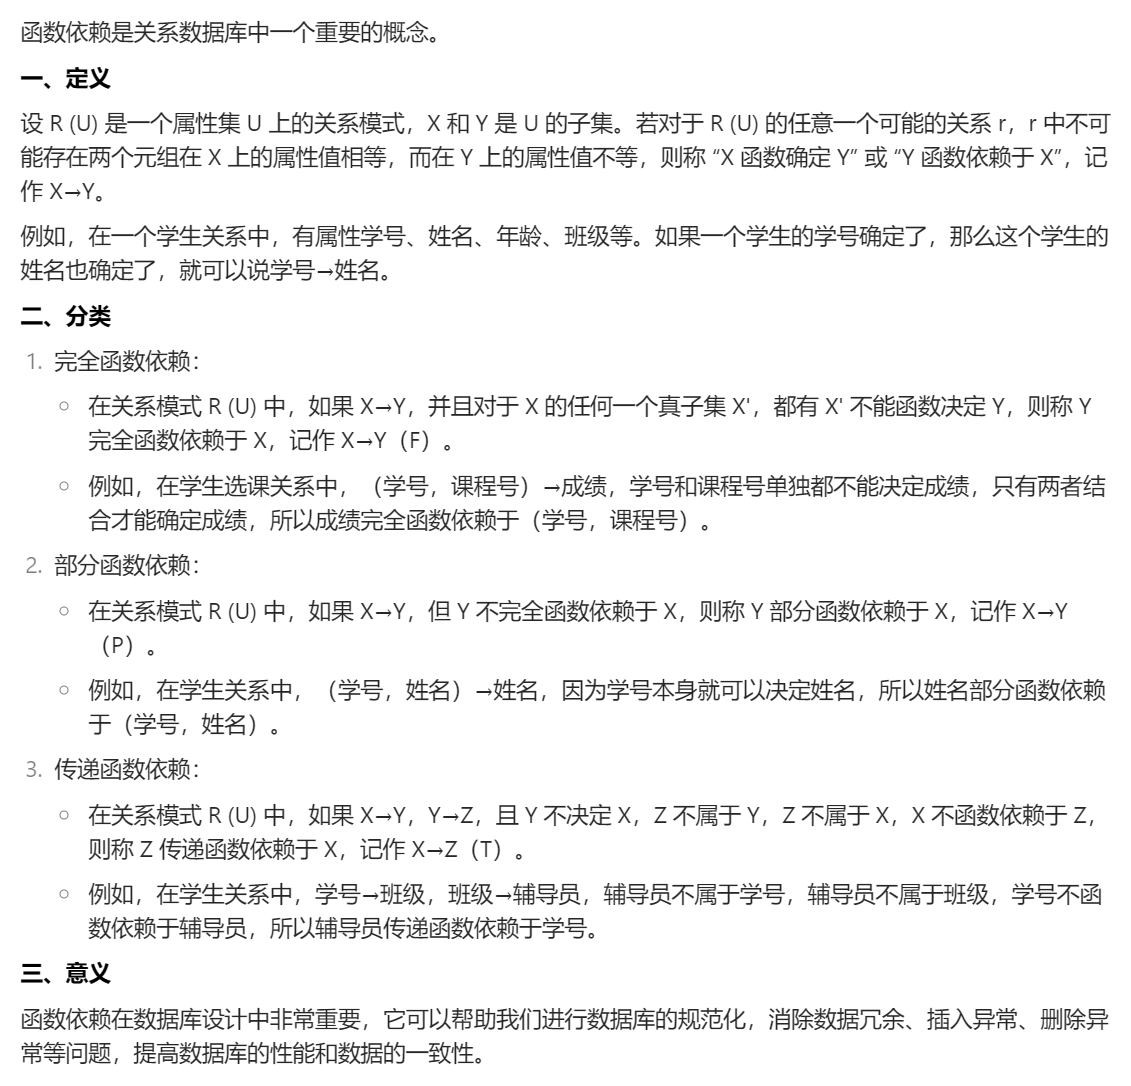 函数依赖是关系数据库中一个重要的概念。
一、定义
设 R (U) 是一个属性集 U 上的关系模式，X 和 Y 是 U 的子集。若对于 R (U) 的任意一个可能的关系 r，r 中不可
能存在两个元组在 X 上的属性值相等，而在 Y 上的属性值不等，则称 “X 函数确定 Y” 或 “Y 函数依赖于 X”，记
作 X→Y。
例如，在一个学生关系中，有属性学号、姓名、年龄、班级等。如果一个学生的学号确定了，那么这个学生的
姓名也确定了，就可以说学号→姓名。
二、分类
1. 完全函数依赖：
○ 在关系模式 R (U) 中，如果 X→Y，并且对于 X 的任何一个真子集 X'，都有 X' 不能函数决定 Y，则称 Y
完全函数依赖于 X，记作 X→Y（F）。
○ 例如，在学生选课关系中，（学号，课程号）→成绩，学号和课程号单独都不能决定成绩，只有两者结
合才能确定成绩，所以成绩完全函数依赖于（学号，课程号）。
2. 部分函数依赖：
○ 在关系模式 R (U) 中，如果 X→Y，但 Y 不完全函数依赖于 X，则称 Y 部分函数依赖于 X，记作 X→Y
（P）。
○ 例如，在学生关系中，（学号，姓名）→姓名，因为学号本身就可以决定姓名，所以姓名部分函数依赖
于（学号，姓名）。
3. 传递函数依赖：
○ 在关系模式 R (U) 中，如果 X→Y，Y→Z，且 Y 不决定 X，Z 不属于 Y，Z 不属于 X，X 不函数依赖于 Z，
则称 Z 传递函数依赖于 X，记作 X→Z（T）。
○ 例如，在学生关系中，学号→班级，班级→辅导员，辅导员不属于学号，辅导员不属于班级，学号不函
数依赖于辅导员，所以辅导员传递函数依赖于学号。
三、意义
函数依赖在数据库设计中非常重要，它可以帮助我们进行数据库的规范化，消除数据冗余、插入异常、删除异
常等问题，提高数据库的性能和数据的一致性。